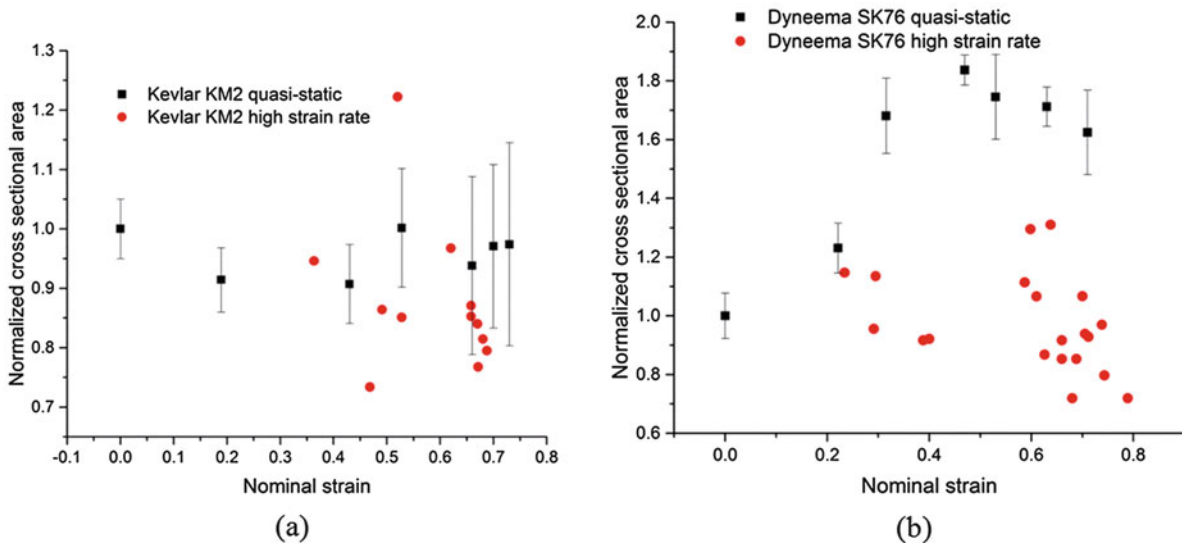 Kevlar KM2 quasi-static
Kevlar KM2 high strain rate
Normalized cross sectional area
1.3
1.2
1.1
1.0
0.9
0.8
0.7
-0.1 0.0 0.1 0.2 0.3 0.4 0.5 0.6 0.7 0.8
Nominal strain
(a)
Dyneema SK76 quasi-static
Dyneema SK76 high strain rate
Normalized cross sectional area
2.0
1.8
1.6
1.4
1.2
1.0
0.8
0.6
0.0 0.2 0.4 0.6 0.8
Nominal strain
(b)